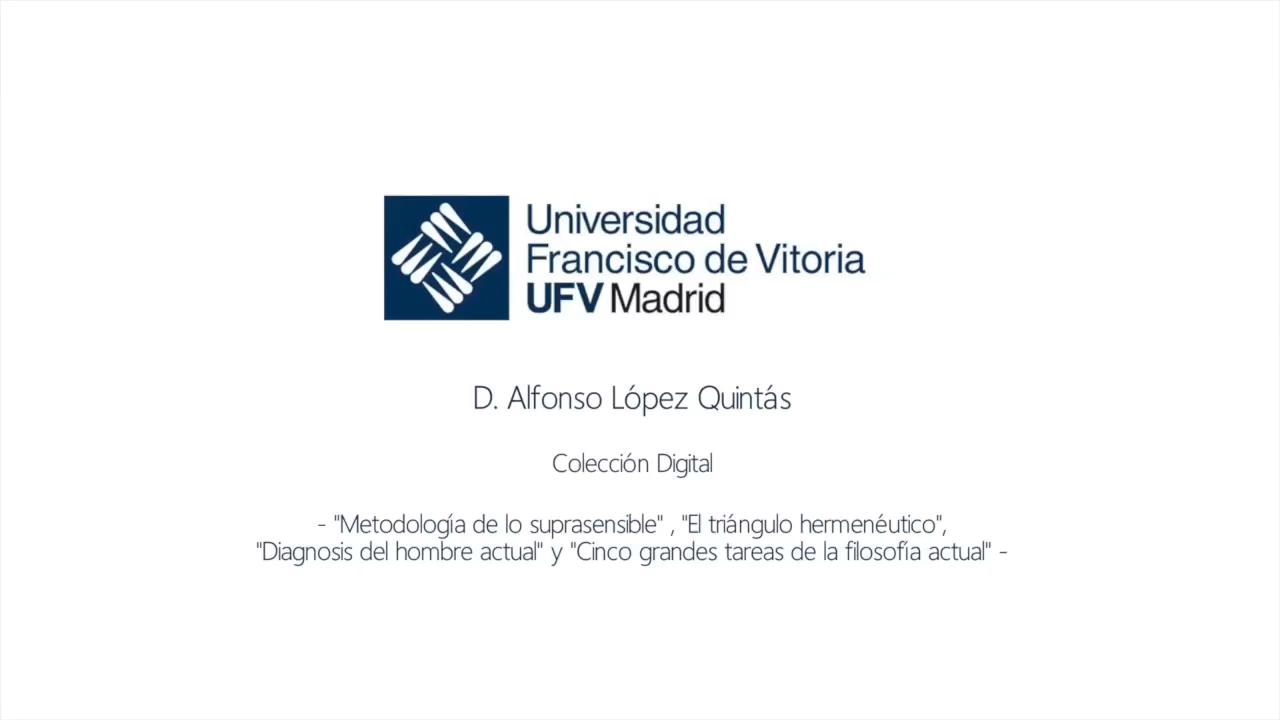 Universidad
Francisco de Vitoria
UFV Madrid
D. Alfonso López Quintás
Colección Digital
- "Metodología de lo suprasensible" , "El triángulo hermenéutico",
"Diagnosis del hombre actual" y "Cinco grandes tareas de la filosofía actual" -